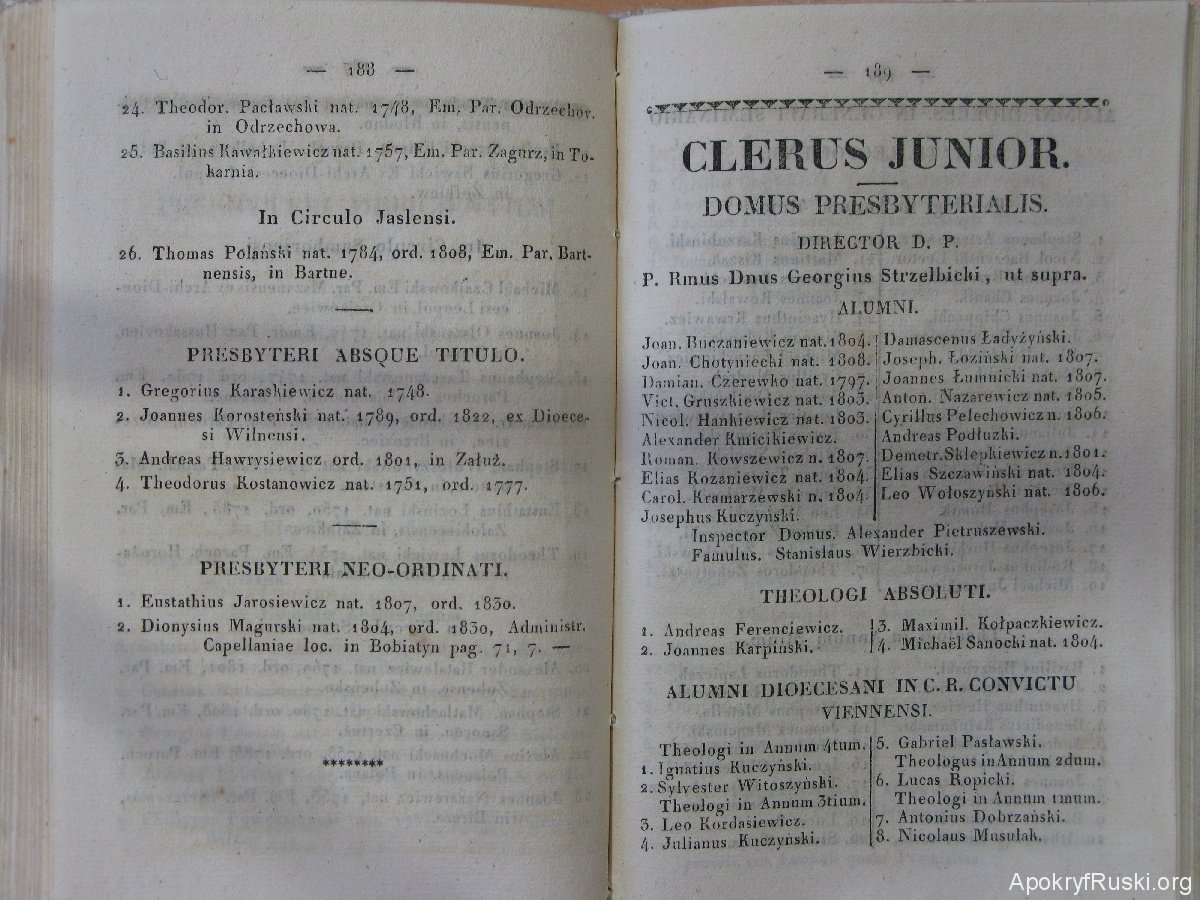 — 188 —
24. Theodor. Pacławski nat. 1748, Em. Par. Odrzechov.
in Odrzechowa.
25. Basilius Kawałkiewicz nat. 1757, Em. Par. Zagurz, in To-
karnia.
In Circulo Jaslensi.
26. Thomas Polański nat. 1784, ord. 1808, Em. Par. Bart-
nensis, in Bartne.
PRESBYTERI ABSQUE TITULO.
1. Gregorius Karaskiewicz nat. 1748.
2. Joannes Korosteński nat. 1789, ord. 1822, ex Dioece-
si Wilnensi.
3. Andreas Hawrysiewicz ord. 1801, in Załuż.
4. Theodorus Kostanowicz nat. 1751, ord. 1777.
PRESBYTERI NEO-ORDINATI.
1. Eustathius Jarosiewicz nat. 1807, ord. 1830.
2. Dionysius Magurski nat. 1804, ord. 1830, Administr.
Capellaniae loc. in Bobiatyn pag. 71, 7. —
********
— 189 —
CLERUS JUNIOR.
DOMUS PRESBYTERIALIS.
DIRECTOR D. P.
P. Rmus Dnus Georgius Strzelbicki, ut supra.
ALUMNI.
Joan. Buczaniewicz nat. 1804.
Joan. Chotyniecki nat. 1808.
Damian. Czerewko nat. 1797.
Vict. Gruszkiewicz nat. 1803.
Nicol. Hankiewicz nat. 1803.
Alexander Kmicikiewicz.
Roman. Kowszewicz n. 1807.
Elias Kozaniewicz nat. 1804.
Carol. Kramarzewski n. 1804.
Josephus Kuczyński.
Damascenus Ładyżyński.
Joseph. Łoziński nat. 1807.
Joannes Łumnicki nat. 1807.
Anton. Nazarewicz nat. 1805.
Cyrillus Pelechowicz n. 1806.
Andreas Podłuzki.
Demetr. Sklepkiewicz n. 1801.
Elias Szczawiński nat. 1804.
Leo Wołoszyński nat. 1806.
Inspector Domus. Alexander Pietruszewski.
Famulus. Stanislaus Wierzbicki.
THEOLOGI ABSOLUTI.
1. Andreas Ferenciewicz.
2. Joannes Karpiński.
3. Maximil. Kołpaczkiewicz.
4. Michaël Sanocki nat. 1804.
ALUMNI DIOECESANI IN C. R. CONVICTU
VIENNENSI.
Theologi in Annum 4tum.
1. Ignatius Kuczyński.
2. Sylvester Witoszyński.
Theologi in Annum 3tium.
3. Leo Kordasiewicz.
4. Julianus Kuczyński.
5. Gabriel Pasławski.
Theologus in Annum 2dum.
6. Lucas Ropicki.
Theologi in Annum 1mum.
7. Antonius Dobrzański.
8. Nicolaus Musułak.
ApokryfRuski.org